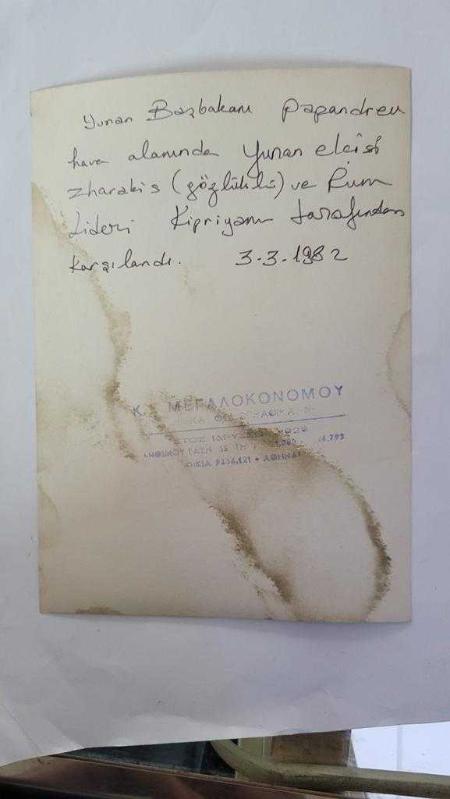 Yunan Başbakanı Papandreu
hava alanında Yunan elçisi
Zharakis (gözlüklü) ve Rum
Lideri Kipriyanu tarafından
karşılandı. 3-3-1982
Κ. ΜΕΓΑΛΟΚΟΝΟΜΟΥ
ΑΘΗΝΑΙ